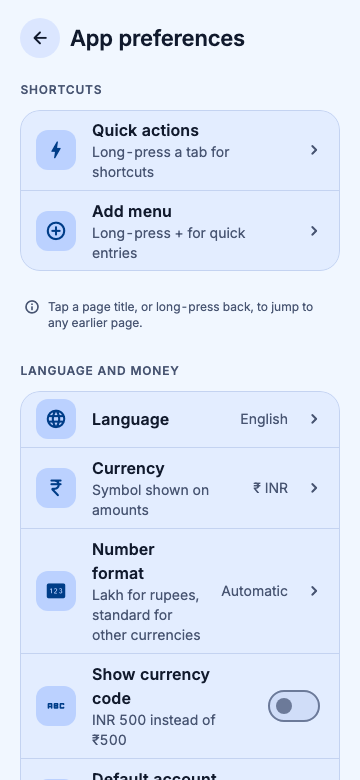 App preferences
SHORTCUTS
Quick actions
Long-press a tab for
shortcuts
Add menu
Long-press + for quick
entries
Tap a page title, or long-press back, to jump to
any earlier page.
LANGUAGE AND MONEY
Language
English
Currency
Symbol shown on
amounts
₹ INR
Number
format
Lakh for rupees,
standard for
other currencies
Automatic
123
Show currency
code
INR 500 instead of
₹500
ABC
Default account